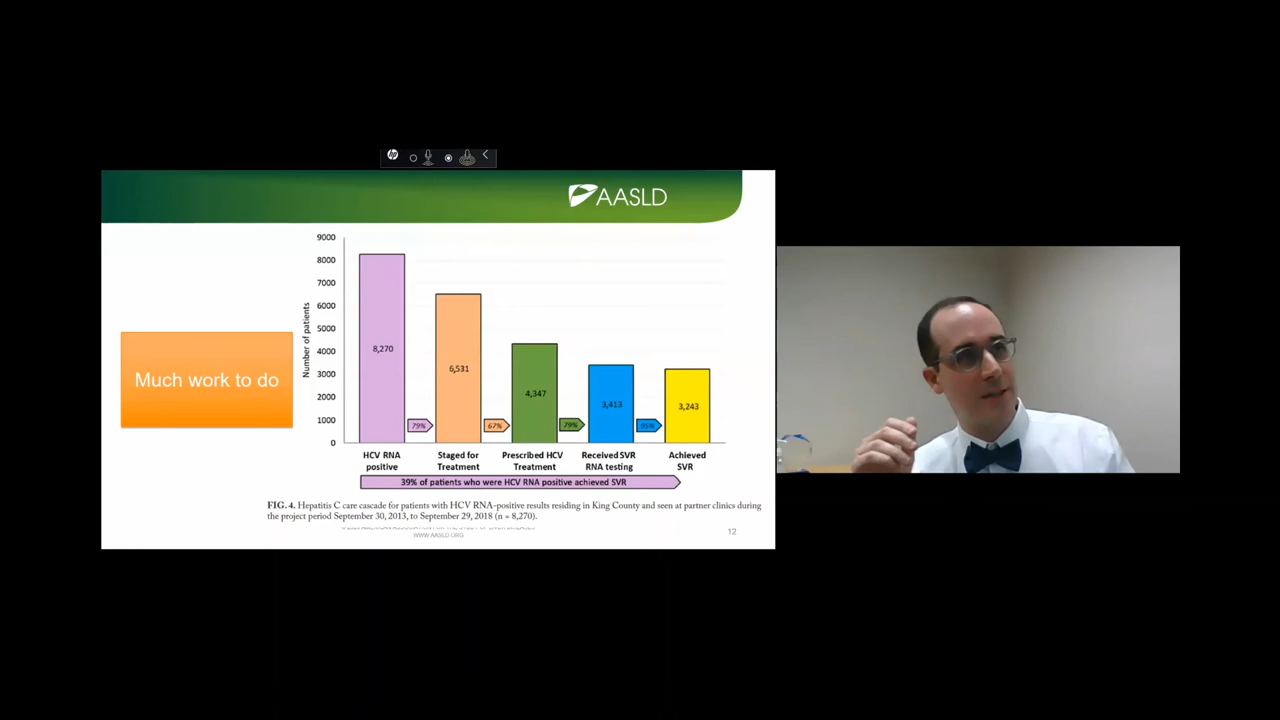 hp
AASLD
Much work to do
Number of patients
9000
8000
7000
6000
5000
4000
3000
2000
1000
0
8,270
6,531
4,347
3,413
3,243
79%
67%
79%
95%
HCV RNA
positive
Staged for
Treatment
Prescribed HCV
Treatment
Received SVR
RNA testing
Achieved
SVR
39% of patients who were HCV RNA positive achieved SVR
FIG. 4. Hepatitis C care cascade for patients with HCV RNA-positive results residing in King County and seen at partner clinics during
the project period September 30, 2013, to September 29, 2018 (n = 8,270).
WWW.AASLD.ORG
12